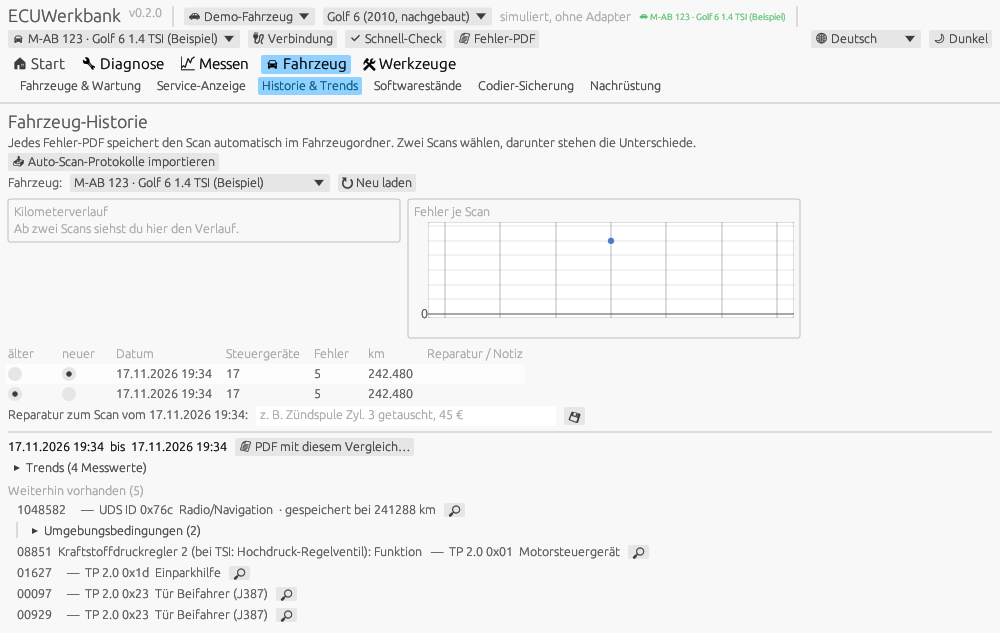 ECUWerkbank v0.2.0 Demo-Fahrzeug Golf 6 (2010, nachgebaut) simuliert, ohne Adapter M-AB 123 · Golf 6 1.4 TSI (Beispiel)
M-AB 123 · Golf 6 1.4 TSI (Beispiel) Verbindung Schnell-Check Fehler-PDF Deutsch Dunkel
Start Diagnose Messen Fahrzeug Werkzeuge
Fahrzeuge & Wartung Service-Anzeige Historie & Trends Softwarestände Codier-Sicherung Nachrüstung
Fahrzeug-Historie
Jedes Fehler-PDF speichert den Scan automatisch im Fahrzeugordner. Zwei Scans wählen, darunter stehen die Unterschiede.
Auto-Scan-Protokolle importieren
Fahrzeug: M-AB 123 · Golf 6 1.4 TSI (Beispiel) Neu laden
Kilometerverlauf
Ab zwei Scans siehst du hier den Verlauf.
Fehler je Scan
0
älter neuer Datum Steuergeräte Fehler km Reparatur / Notiz
17.11.2026 19:34 17 5 242.480
17.11.2026 19:34 17 5 242.480
Reparatur zum Scan vom 17.11.2026 19:34: z. B. Zündspule Zyl. 3 getauscht, 45 €
17.11.2026 19:34 bis 17.11.2026 19:34 PDF mit diesem Vergleich...
Trends (4 Messwerte)
Weiterhin vorhanden (5)
1048582 — UDS ID 0x76c Radio/Navigation · gespeichert bei 241288 km
Umgebungsbedingungen (2)
08851 Kraftstoffdruckregler 2 (bei TSI: Hochdruck-Regelventil): Funktion — TP 2.0 0x01 Motorsteuergerät
01627 — TP 2.0 0x1d Einparkhilfe
00097 — TP 2.0 0x23 Tür Beifahrer (J387)
00929 — TP 2.0 0x23 Tür Beifahrer (J387)